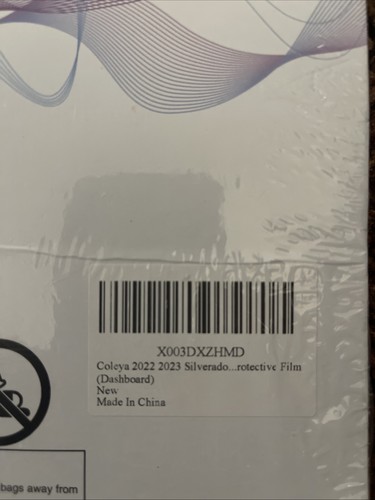 X003DXZHMD
Coleya 2022 2023 Silverado...rotective Film
(Dashboard)
New
Made In China
bags away from